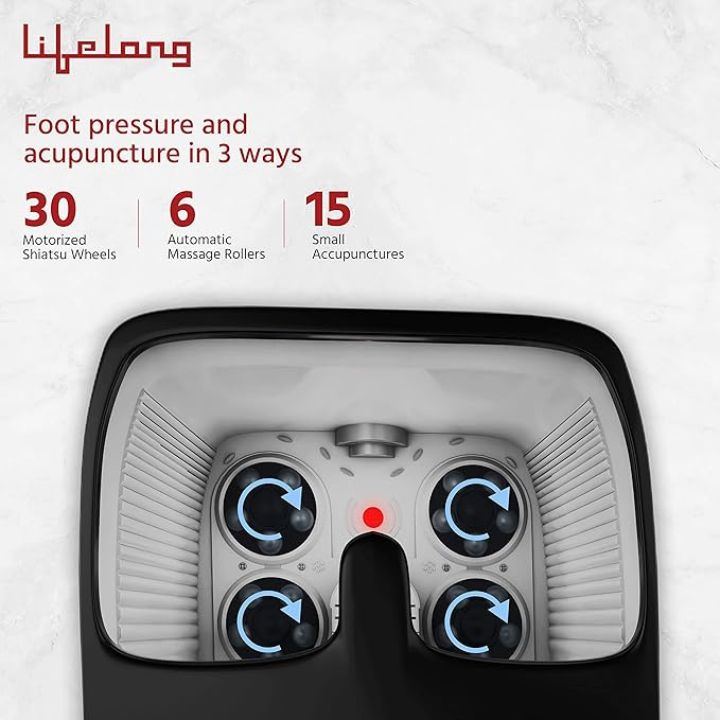 Lifelong
Foot pressure and
acupuncture in 3 ways
30
Motorized
Shiatsu Wheels
6
Automatic
Massage Rollers
15
Small
Accupunctures